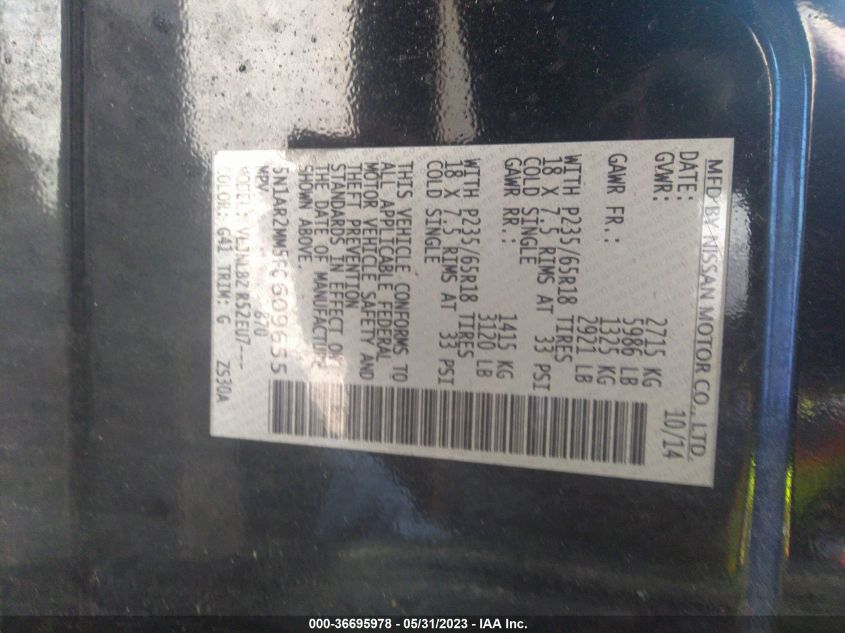 MFD BY NISSAN MOTOR CO., LTD.
DATE: 10/14
GVWR: 2715 KG
5986 LB
GAWR FR.: 1325 KG
2921 LB
WITH P235/65R18 TIRES
18 X 7.5 RIMS AT 33 PSI
COLD SINGLE
GAWR RR.: 1415 KG
3120 LB
WITH P235/65R18 TIRES
18 X 7.5 RIMS AT 33 PSI
COLD SINGLE
THIS VEHICLE CONFORMS TO
ALL APPLICABLE FEDERAL
MOTOR VEHICLE SAFETY AND
THEFT PREVENTION
STANDARDS IN EFFECT ON
THE DATE OF MANUFACTURE
SHOWN ABOVE.
5N1AR2MM5FC609655
MPV 870
MODEL:
COLOR: G41 TRIM: G ZS30A
000-36695978 - 05/31/2023 - IAA Inc.